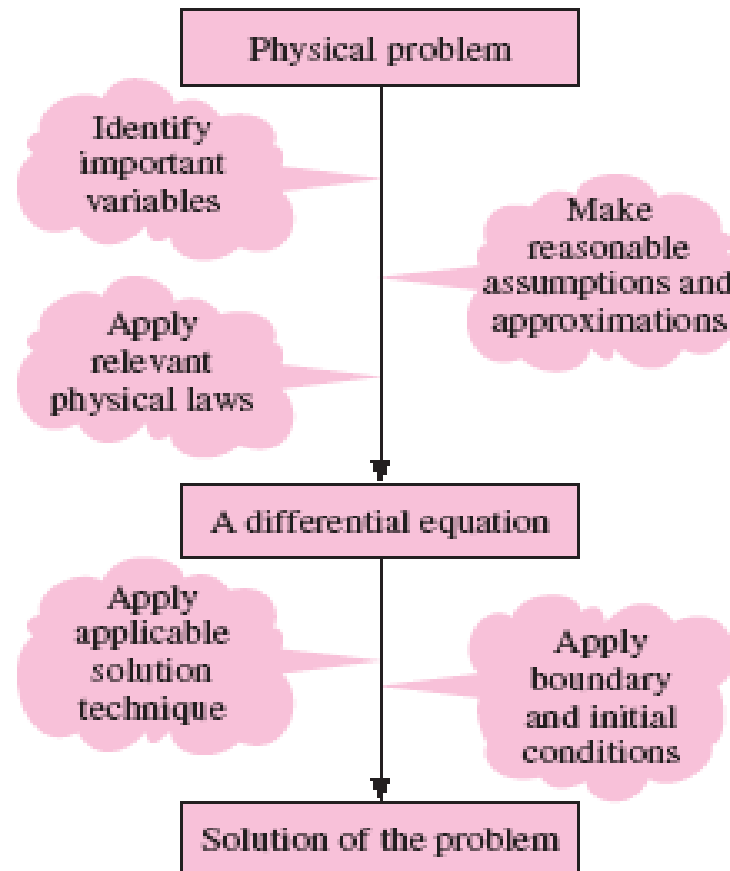 Physical problem
Identify
important
variables
Make
reasonable
assumptions and
approximations
Apply
relevant
physical laws
A differential equation
Apply
applicable
solution
technique
Apply
boundary
and initial
conditions
Solution of the problem